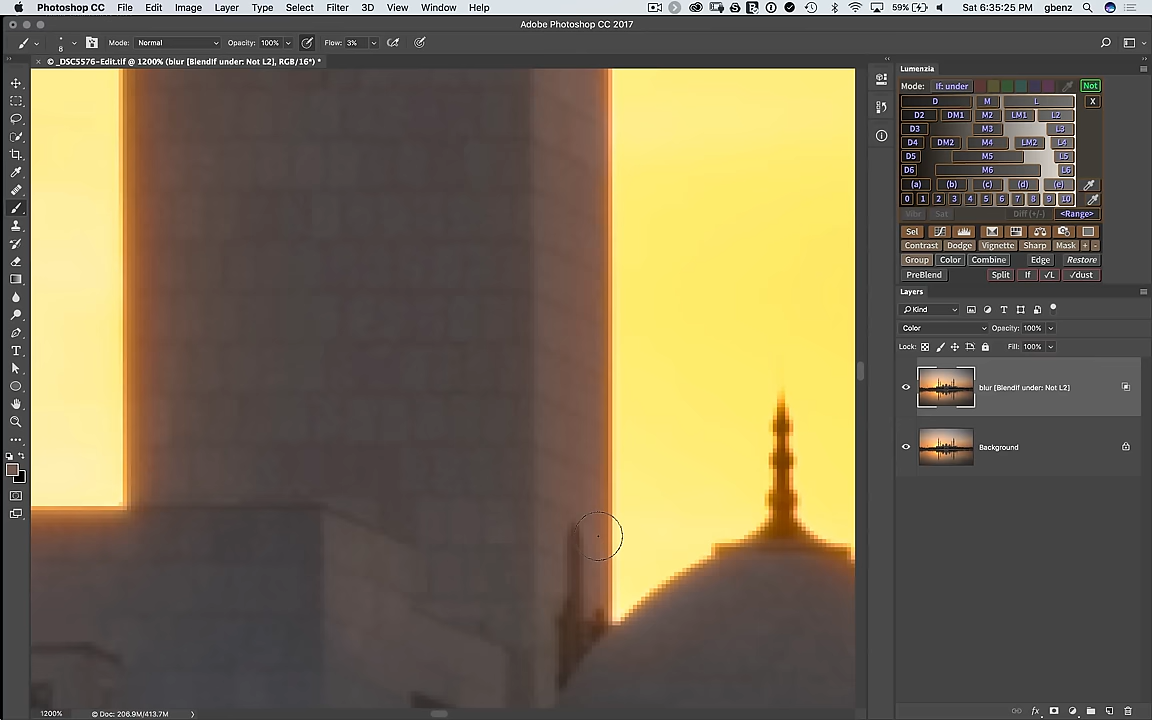 Photoshop CC File Edit Image Layer Type Select Filter 3D View Window Help 59% Sat 6:35:25 PM gbenz
Adobe Photoshop CC 2017
8 Mode: Normal Opacity: 100% Flow: 3%
© _DSC5576-Edit.tif @ 1200% (blur [BlendIf under: Not L2], RGB/16*) *
Lumenzia
Mode: If: under Not
D M L X
D2 DM1 M2 LM1 L2
D3 M3 L3
D4 DM2 M4 LM2 L4
D5 M5 L5
D6 M6 L6
(a) (b) (c) (d) (e)
0 1 2 3 4 5 6 7 8 9 10
Vibr Sat Diff (+/-) <Range>
Sel
Contrast Dodge Vignette Sharp Mask + -
Group Color Combine Edge Restore
PreBlend Split If √L √dust
Layers
Kind
Color Opacity: 100%
Lock: Fill: 100%
blur [BlendIf under: Not L2]
Background
1200% © Doc: 206.9M/413.7M